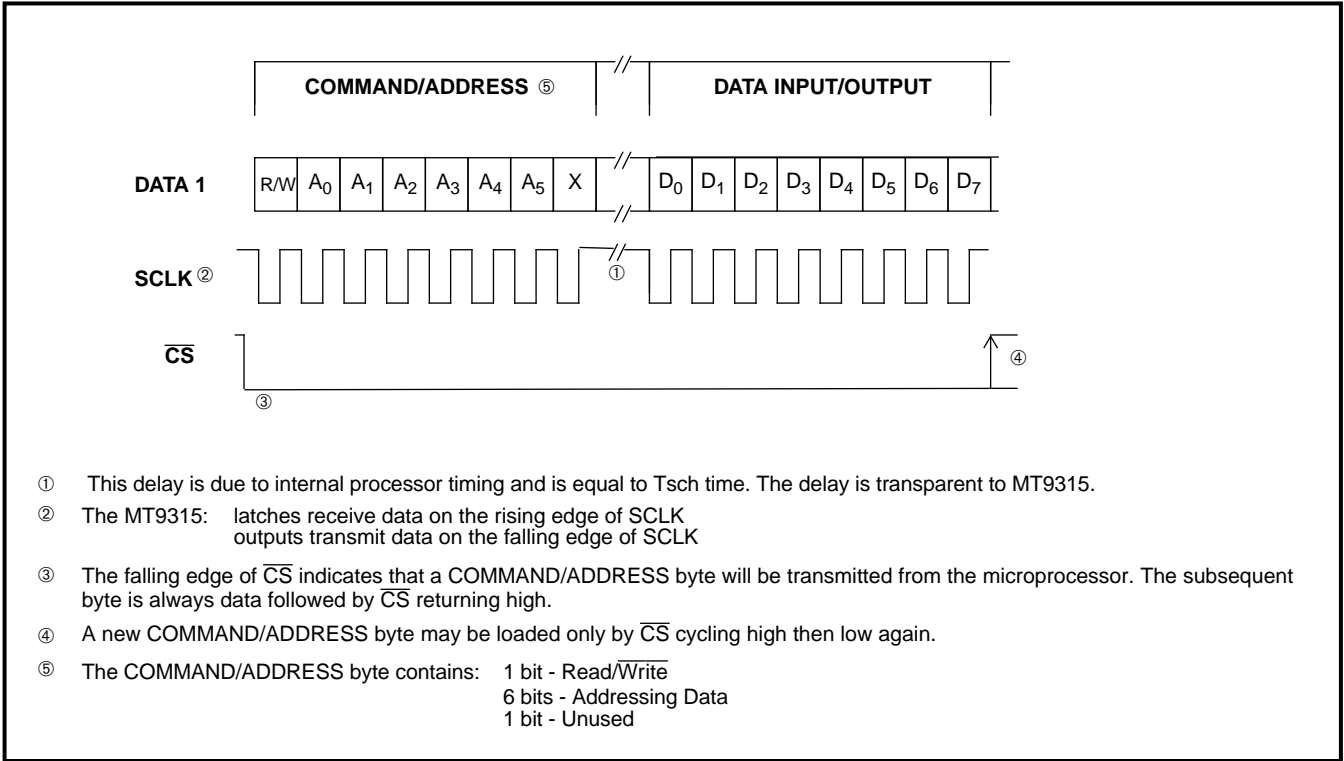 COMMAND/ADDRESS ⑤ // DATA INPUT/OUTPUT
DATA 1 R/W A₀ A₁ A₂ A₃ A₄ A₅ X // D₀ D₁ D₂ D₃ D₄ D₅ D₆ D₇
//
SCLK ② // ①
C̅S̅ ④
③
① This delay is due to internal processor timing and is equal to Tsch time. The delay is transparent to MT9315.
② The MT9315: latches receive data on the rising edge of SCLK
outputs transmit data on the falling edge of SCLK
③ The falling edge of C̅S̅ indicates that a COMMAND/ADDRESS byte will be transmitted from the microprocessor. The subsequent
byte is always data followed by C̅S̅ returning high.
④ A new COMMAND/ADDRESS byte may be loaded only by C̅S̅ cycling high then low again.
⑤ The COMMAND/ADDRESS byte contains: 1 bit - Read/W̅r̅i̅t̅e̅
6 bits - Addressing Data
1 bit - Unused